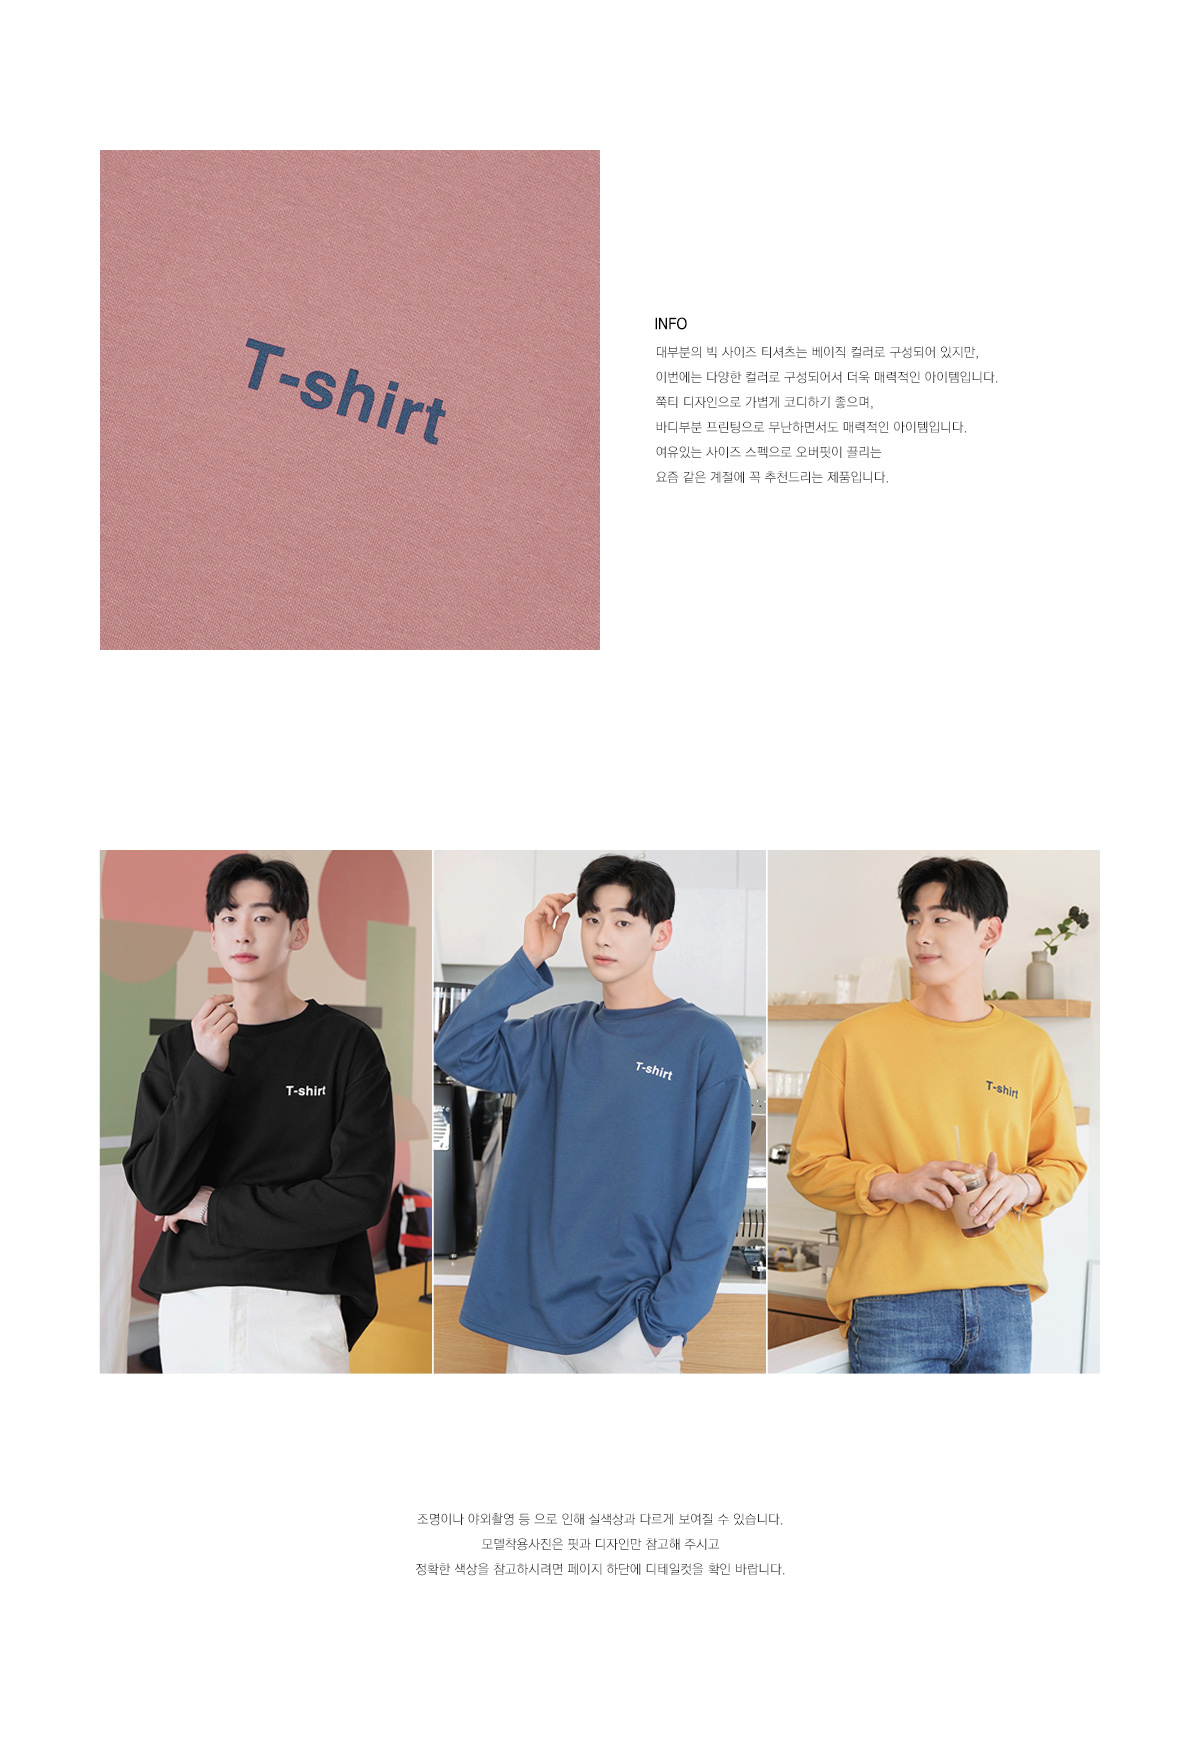 T-shirt
INFO
대부분의 빅 사이즈 티셔츠는 베이직 컬러로 구성되어 있지만,
이번에는 다양한 컬러로 구성되어서 더욱 매력적인 아이템입니다.
쭉티 디자인으로 가볍게 코디하기 좋으며,
바디부분 프린팅으로 무난하면서도 매력적인 아이템입니다.
여유있는 사이즈 스펙으로 오버핏이 끌리는
요즘 같은 계절에 꼭 추천드리는 제품입니다.
T-shirt
T-shirt
T-shirt
조명이나 야외촬영 등 으로 인해 실색상과 다르게 보여질 수 있습니다.
모델착용사진은 핏과 디자인만 참고해 주시고
정확한 색상을 참고하시려면 페이지 하단에 디테일컷을 확인 바랍니다.